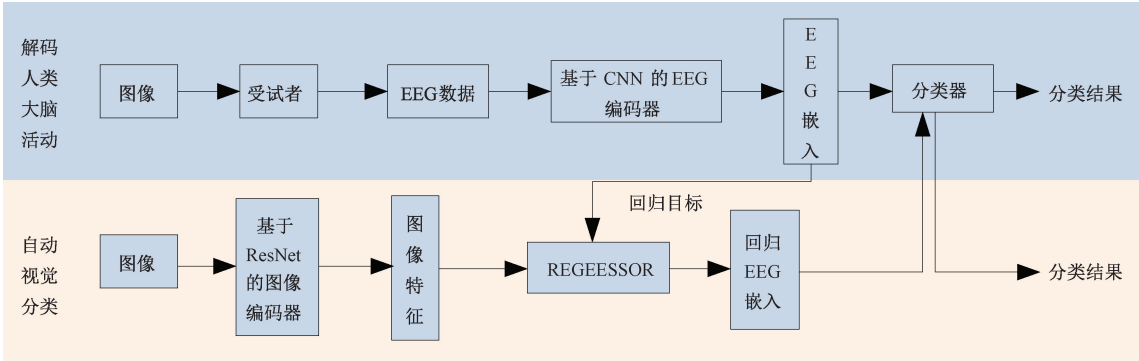 解码
人类
大脑
活动
图像
受试者
EEG数据
基于 CNN 的EEG
编码器
E
E
G
嵌
入
分类器
分类结果
回归目标
自动
视觉
分类
图像
基于
ResNet
的图像
编码器
图
像
特
征
REGEESSOR
回归
EEG
嵌入
分类结果